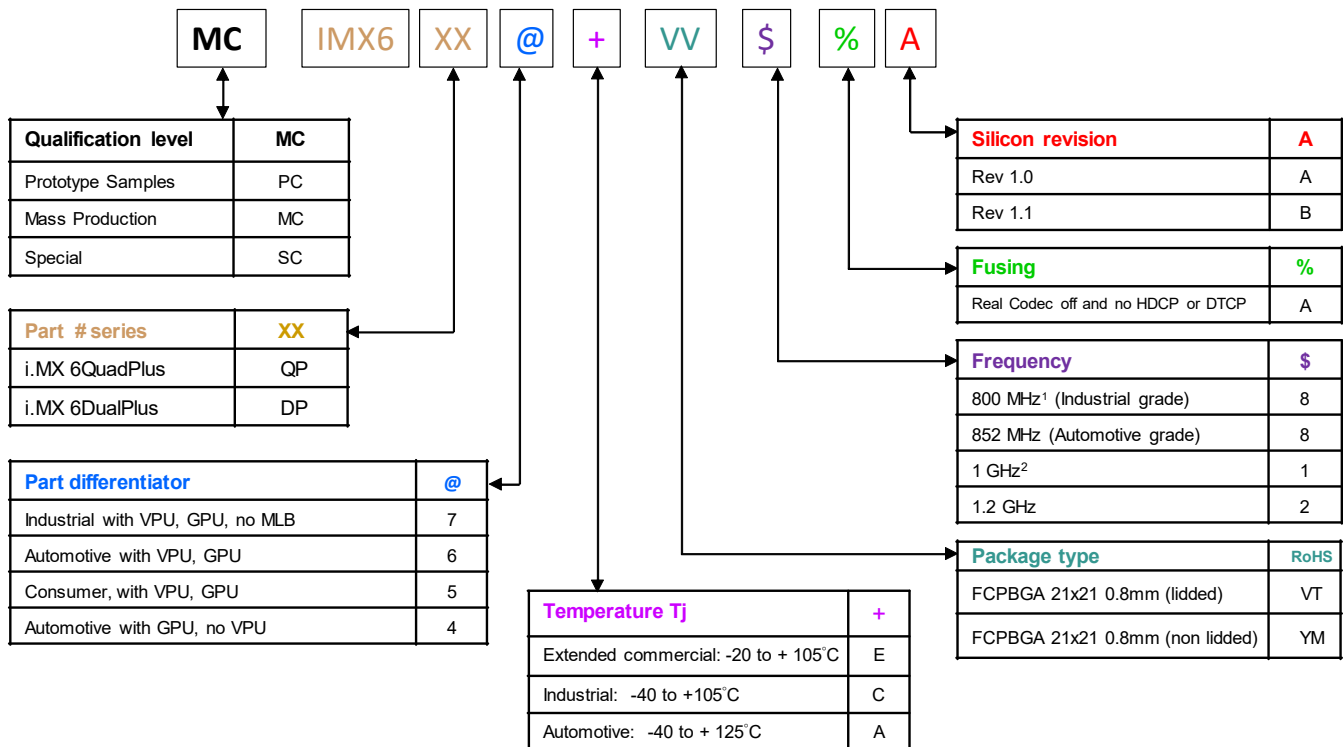 MC IMX6 XX @ + VV $ % A
Qualification level MC
Prototype Samples PC
Mass Production MC
Special SC
Part # series XX
i.MX 6QuadPlus QP
i.MX 6DualPlus DP
Part differentiator @
Industrial with VPU, GPU, no MLB 7
Automotive with VPU, GPU 6
Consumer, with VPU, GPU 5
Automotive with GPU, no VPU 4
Temperature Tj +
Extended commercial: -20 to + 105°C E
Industrial: -40 to +105°C C
Automotive: -40 to + 125°C A
Silicon revision A
Rev 1.0 A
Rev 1.1 B
Fusing %
Real Codec off and no HDCP or DTCP A
Frequency $
800 MHz¹ (Industrial grade) 8
852 MHz (Automotive grade) 8
1 GHz² 1
1.2 GHz 2
Package type RoHS
FCPBGA 21x21 0.8mm (lidded) VT
FCPBGA 21x21 0.8mm (non lidded) YM